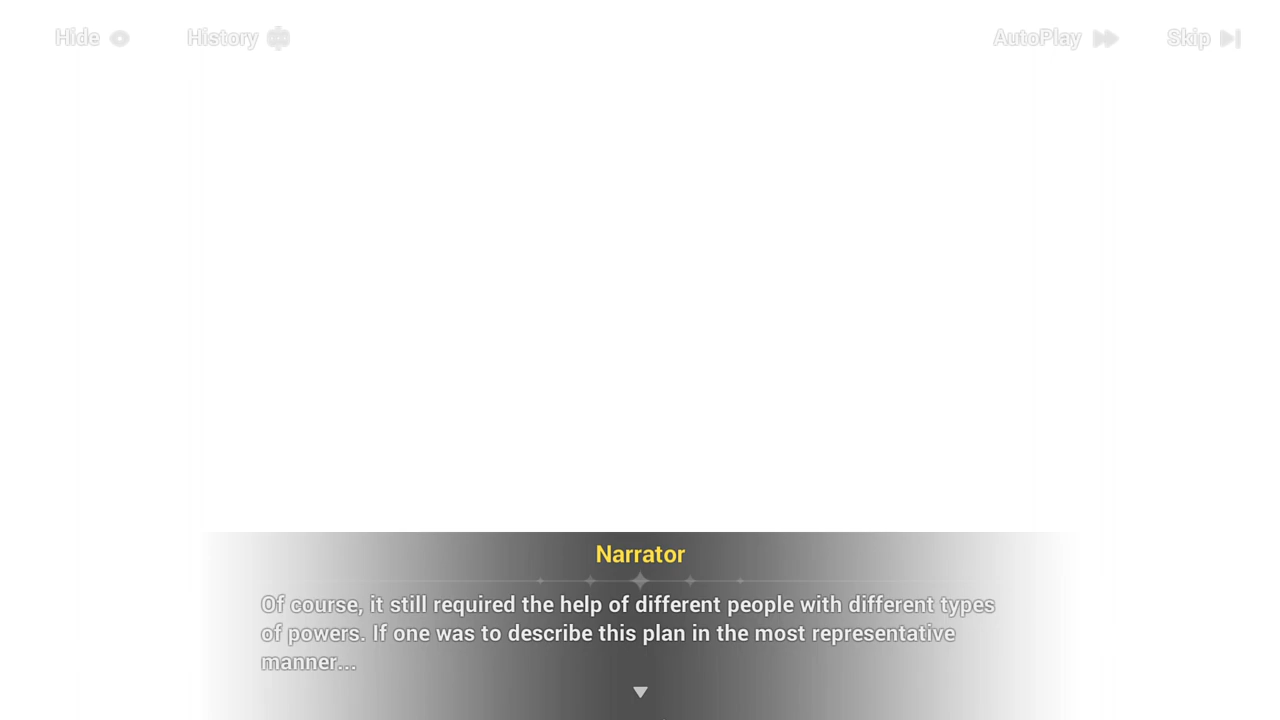 Hide
History
AutoPlay
Skip
Narrator
Of course, it still required the help of different people with different types
of powers. If one was to describe this plan in the most representative
manner...